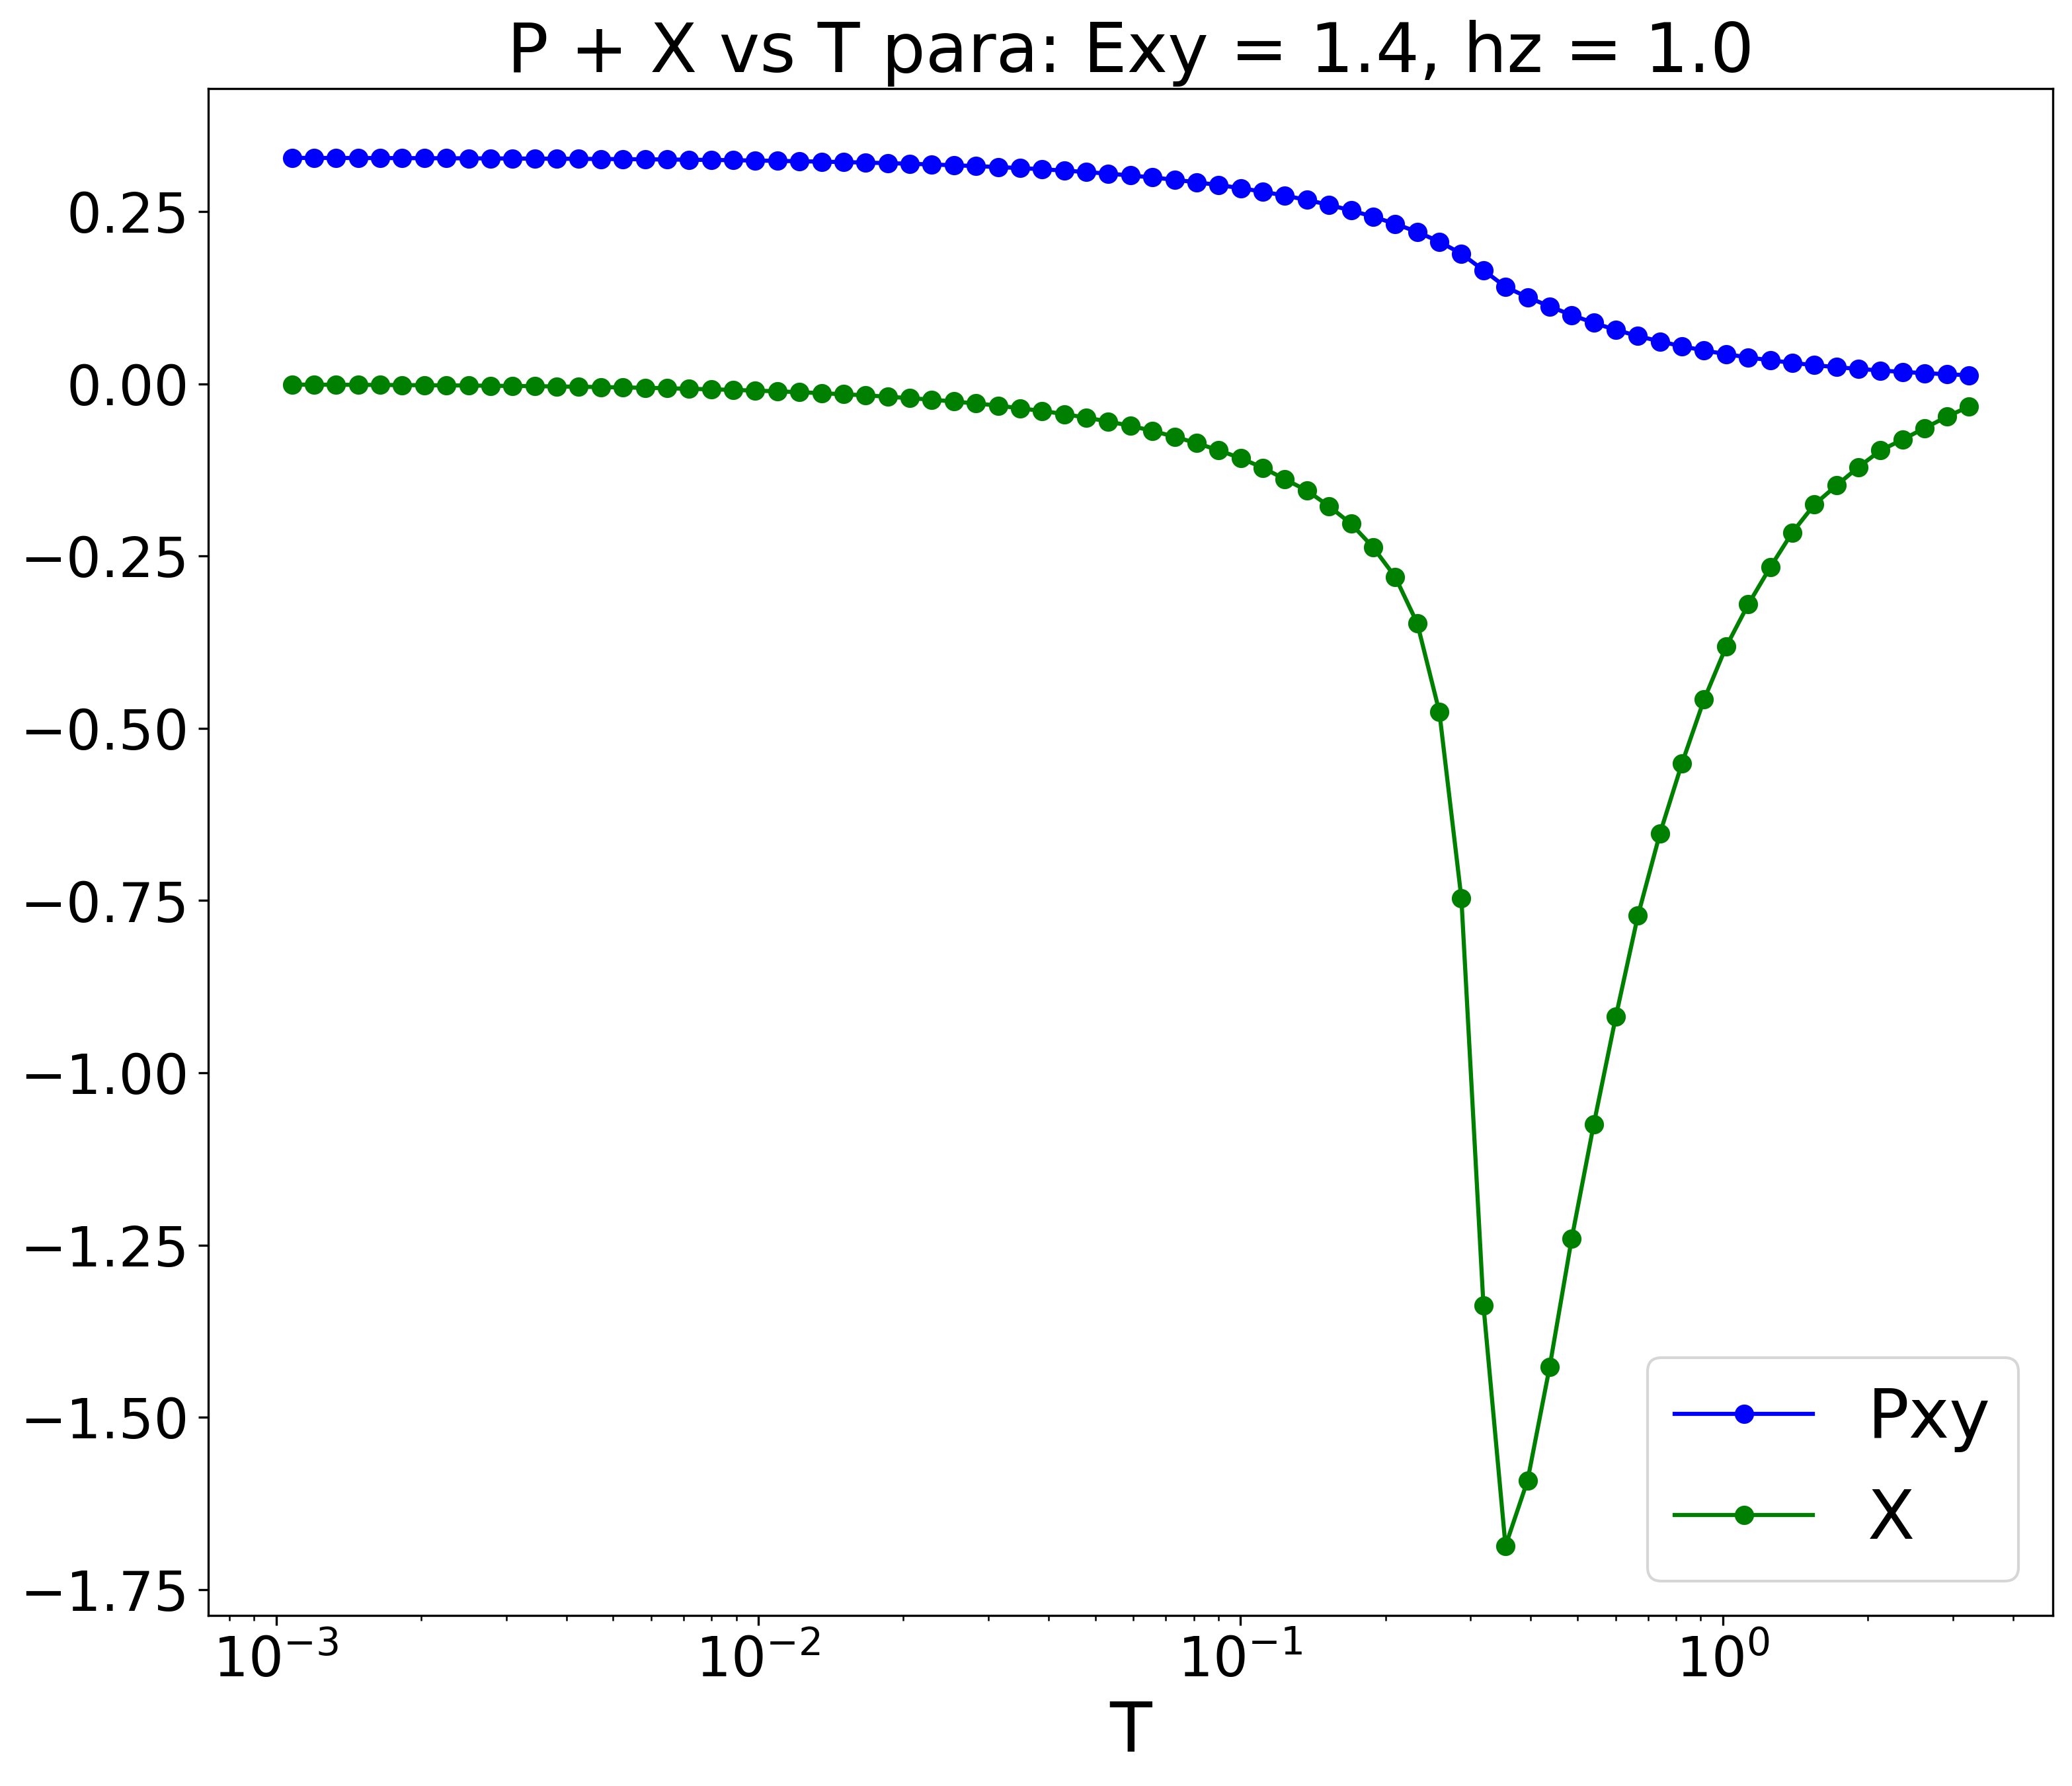 P + X vs T para: Exy = 1.4, hz = 1.0
0.25
0.00
−0.25
−0.50
−0.75
−1.00
−1.25
−1.50
−1.75
Pxy
X
10⁻³ 10⁻² 10⁻¹ 10⁰
T